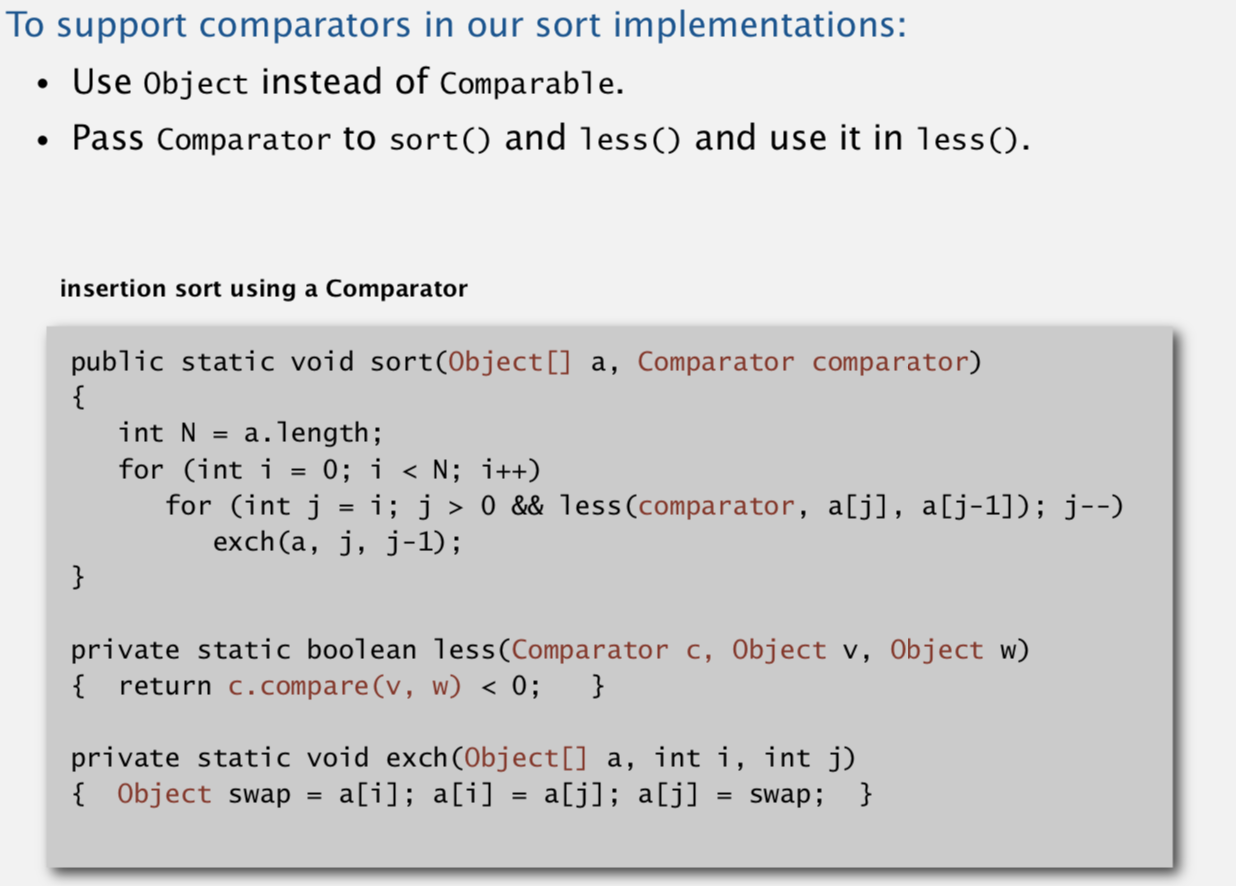 To support comparators in our sort implementations:
• Use Object instead of Comparable.
• Pass Comparator to sort() and less() and use it in less().
insertion sort using a Comparator
public static void sort(Object[] a, Comparator comparator)
{
   int N = a.length;
   for (int i = 0; i < N; i++)
      for (int j = i; j > 0 && less(comparator, a[j], a[j-1]); j--)
         exch(a, j, j-1);
}
private static boolean less(Comparator c, Object v, Object w)
{  return c.compare(v, w) < 0;   }
private static void exch(Object[] a, int i, int j)
{  Object swap = a[i]; a[i] = a[j]; a[j] = swap;  }